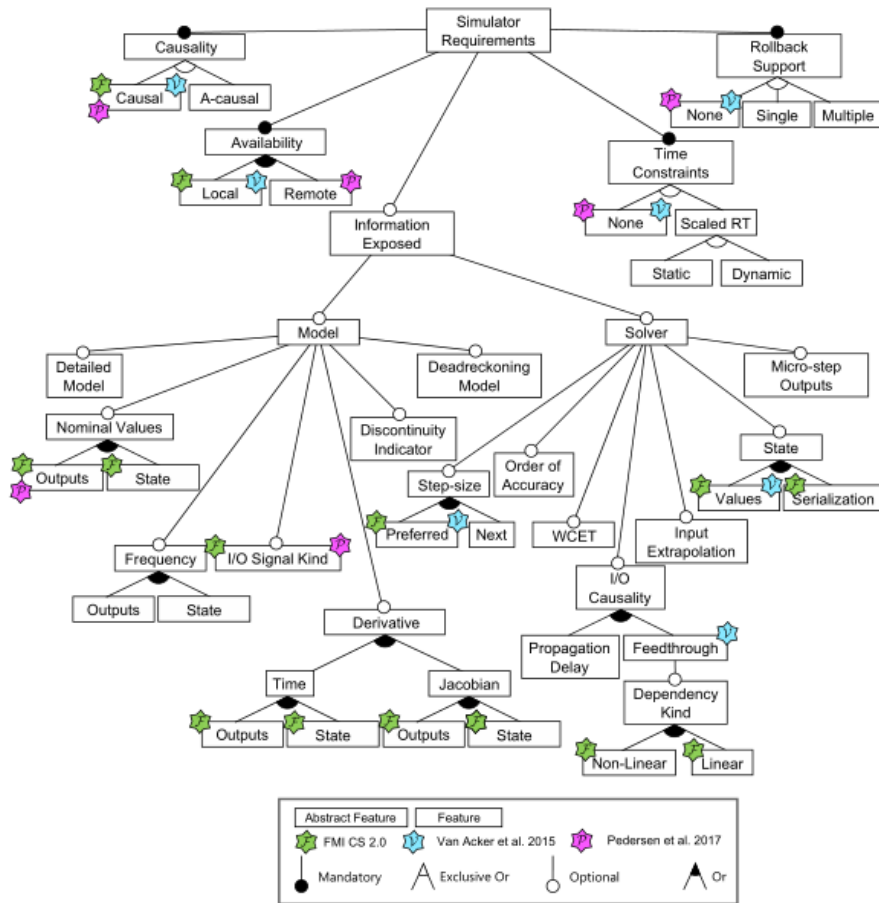 Simulator
Requirements
Causality
Rollback
Support
F
V
Causal
A-causal
P
P
V
None
Single
Multiple
Availability
Time
Constraints
F
V
P
Local
Remote
P
V
None
Scaled RT
Information
Exposed
Static
Dynamic
Model
Solver
Detailed
Model
Deadreckoning
Model
Micro-step
Outputs
Nominal Values
Discontinuity
Indicator
State
F
F
Outputs
State
P
Step-size
Order of
Accuracy
F
V
F
Values
Serialization
F
V
Preferred
Next
WCET
Input
Extrapolation
Frequency
F
P
I/O Signal Kind
I/O
Causality
Outputs
State
Derivative
V
Propagation
Delay
Feedthrough
Time
Jacobian
Dependency
Kind
F
F
F
F
Outputs
State
Outputs
State
F
F
Non-Linear
Linear
Abstract Feature
Feature
F
FMI CS 2.0
V
Van Acker et al. 2015
P
Pedersen et al. 2017
Mandatory
Exclusive Or
Optional
Or